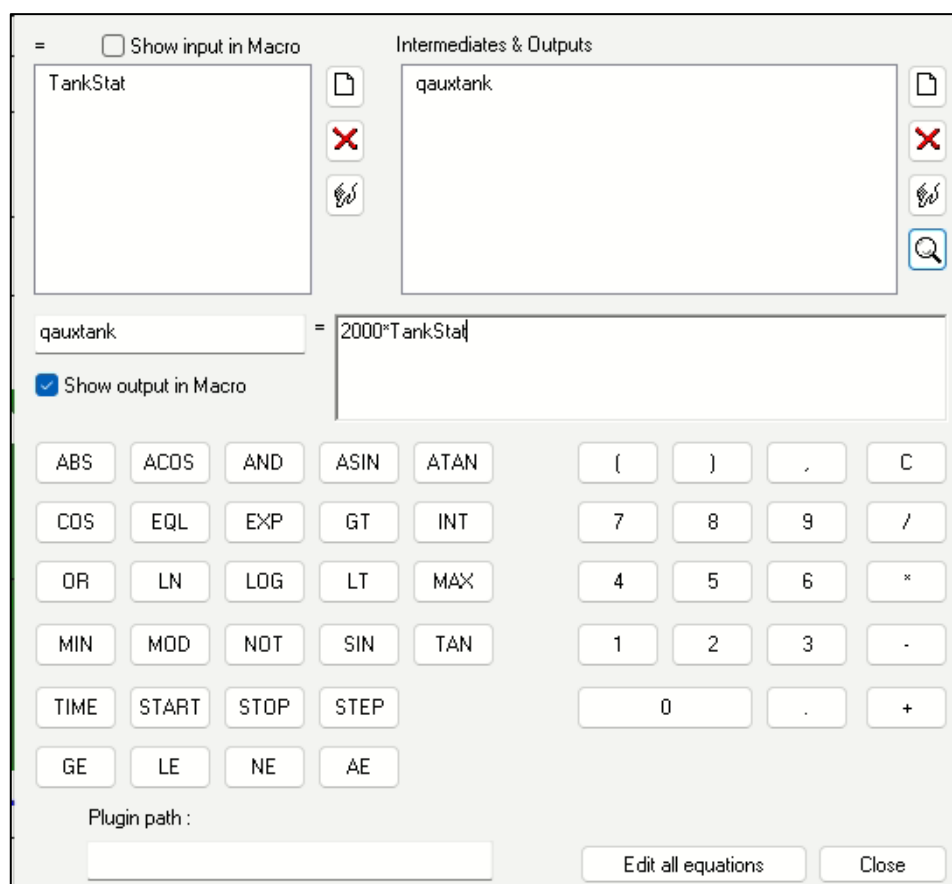 = Show input in Macro Intermediates & Outputs
TankStat qauxtank
qauxtank = 2000*TankStat
Show output in Macro
ABS ACOS AND ASIN ATAN ( ) , C
COS EQL EXP GT INT 7 8 9 /
OR LN LOG LT MAX 4 5 6 *
MIN MOD NOT SIN TAN 1 2 3 -
TIME START STOP STEP 0 . +
GE LE NE AE
Plugin path :
Edit all equations Close